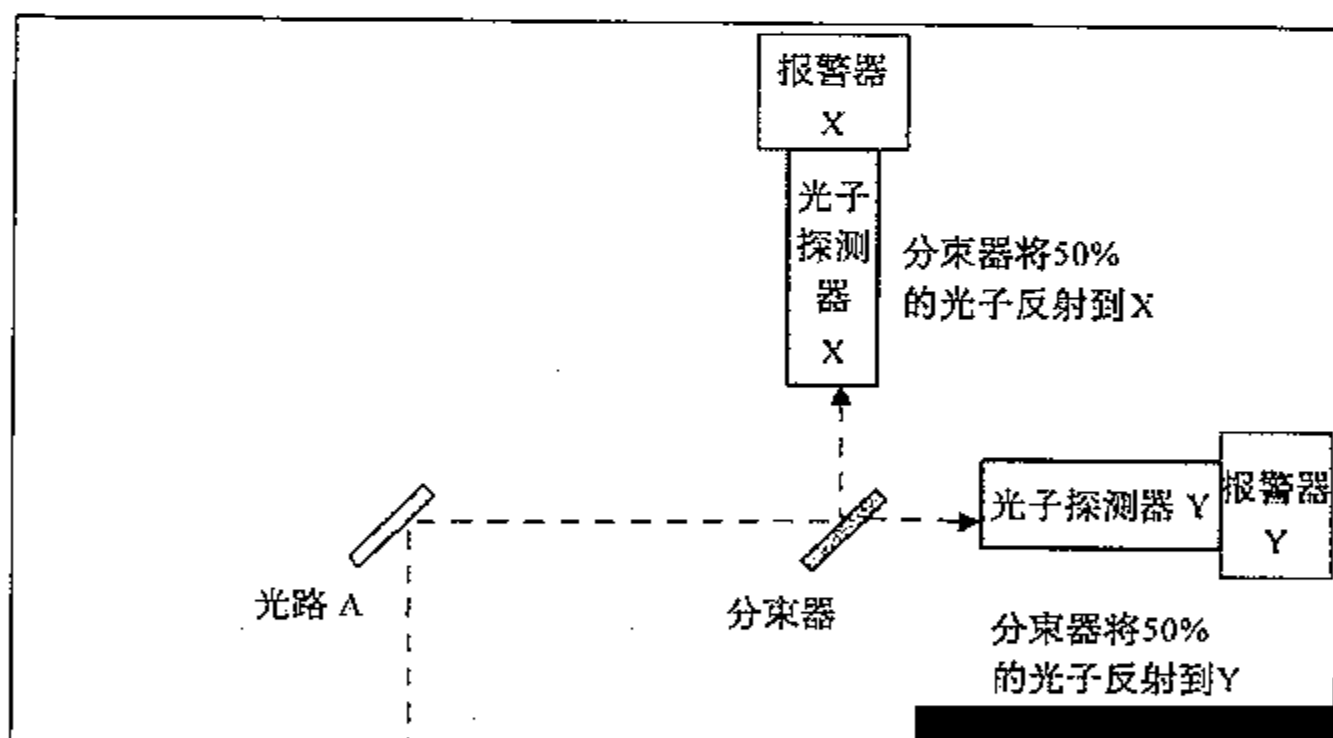 报警器
X
光子
探测
器
X
分束器将50%
的光子反射到X
光子探测器 Y
报警器
Y
光路 A
分束器
分束器将50%
的光子反射到Y